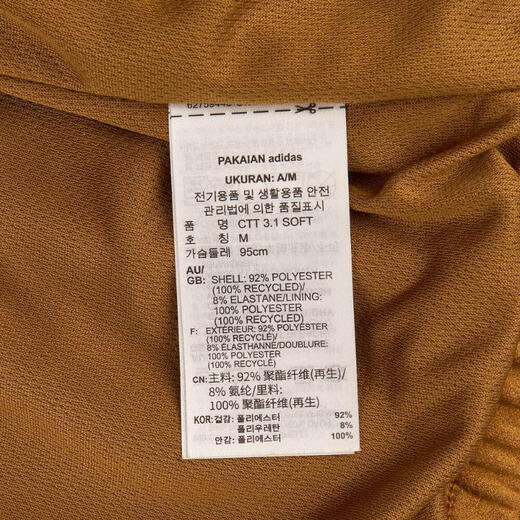 PAKAIAN adidas
UKURAN: A/M
전기용품 및 생활용품 안전
관리법에 의한 품질표시
품 명 CTT 3.1 SOFT
호 칭 M
가슴둘레 95cm
AU/
GB: SHELL: 92% POLYESTER
(100% RECYCLED)/
8% ELASTANE/LINING:
100% POLYESTER
(100% RECYCLED)
F: EXTÉRIEUR: 92% POLYESTER
(100% RECYCLÉ)/
8% ÉLASTHANNE/DOUBLURE:
100% POLYESTER
(100% RECYCLÉ)
CN: 主料: 92% 聚酯纤维(再生)/
8% 氨纶/里料:
100% 聚酯纤维(再生)
KOR: 겉감: 폴리에스터 92%
폴리우레탄 8%
안감: 폴리에스터 100%